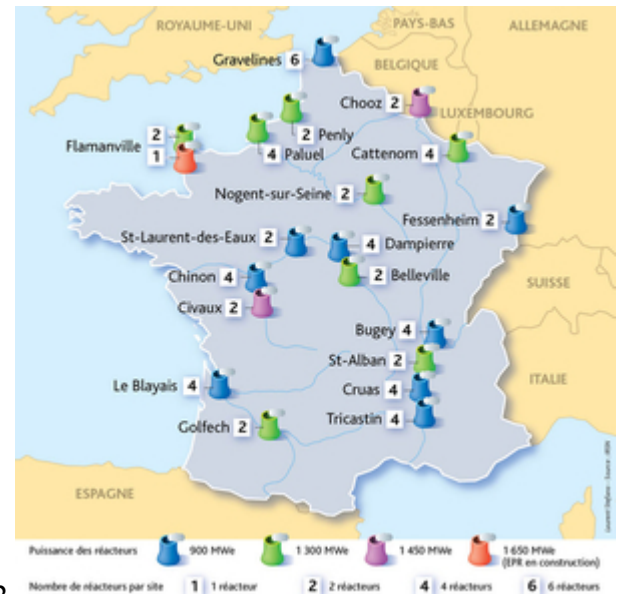 ROYAUME-UNI
PAYS-BAS
ALLEMAGNE
Gravelines 6
BELGIQUE
Chooz 2
LUXEMBOURG
2 Penly
Flamanville 2
1
4 Paluel
Cattenom 4
Nogent-sur-Seine 2
Fessenheim 2
St-Laurent-des-Eaux 2
4 Dampierre
Chinon 4
2 Belleville
SUISSE
Civaux 2
Bugey 4
St-Alban 2
ITALIE
Le Blayais 4
Cruas 4
Tricastin 4
Golfech 2
ESPAGNE
Laurent Stefano - Source : IRSN
Puissance des réacteurs 900 MWe 1 300 MWe 1 450 MWe 1 650 MWe
(EPR en construction)
Nombre de réacteurs par site 1 1 réacteur 2 2 réacteurs 4 4 réacteurs 6 6 réacteurs